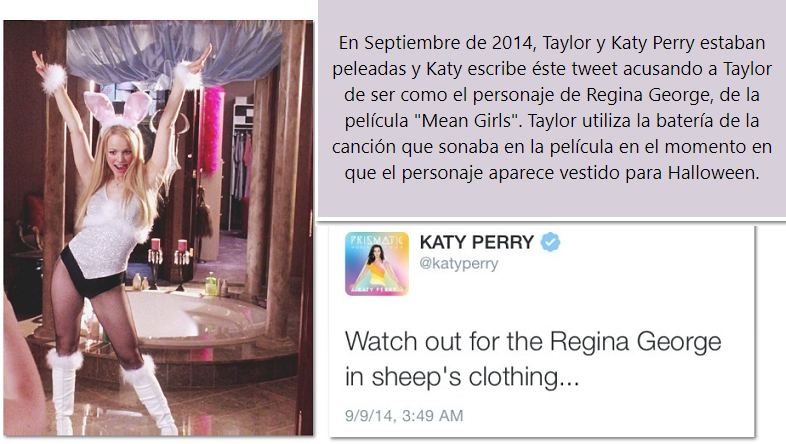 En Septiembre de 2014, Taylor y Katy Perry estaban
peleadas y Katy escribe éste tweet acusando a Taylor
de ser como el personaje de Regina George, de la
película "Mean Girls". Taylor utiliza la batería de la
canción que sonaba en la película en el momento en
que el personaje aparece vestido para Halloween.
PRISMATIC
KATY PERRY
KATY PERRY
@katyperry
Watch out for the Regina George
in sheep's clothing...
9/9/14, 3:49 AM